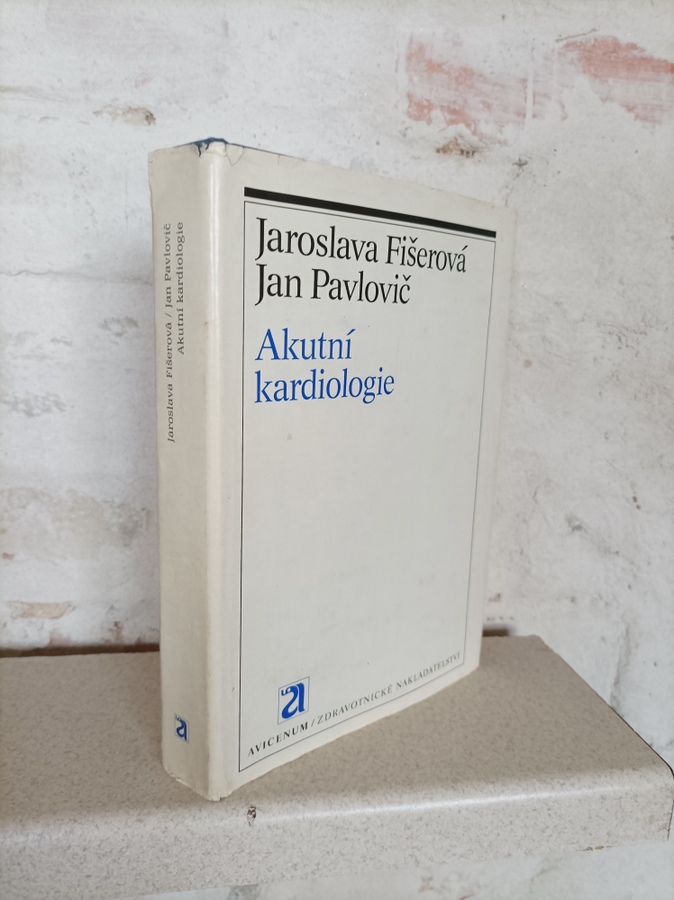 Jaroslava Fišerová / Jan Pavlovič
Akutní kardiologie
Jaroslava Fišerová
Jan Pavlovič
Akutní
kardiologie
AVICENUM / ZDRAVOTNICKÉ NAKLADATELSTVÍ